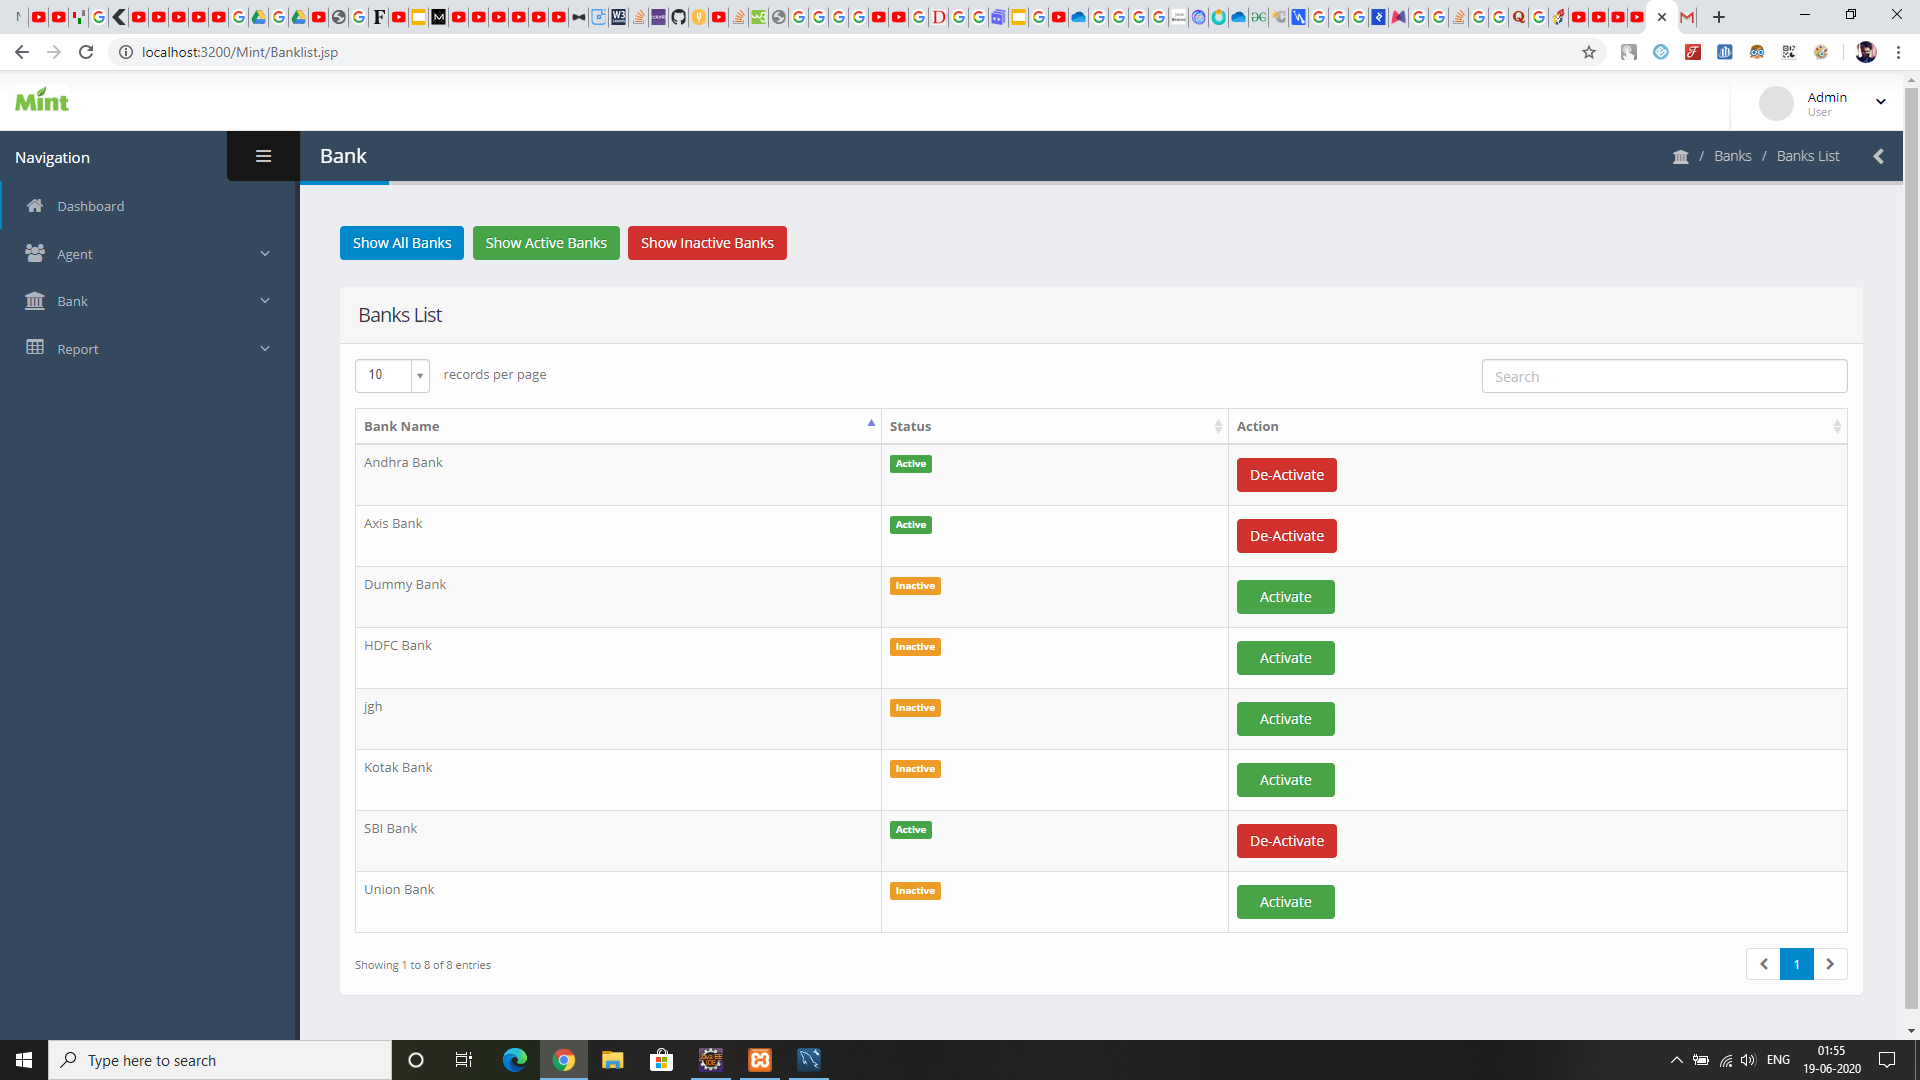 localhost:3200/Mint/Banklist.jsp
Mint
Admin
User
Navigation
Bank
/ Banks / Banks List
Dashboard
Agent
Bank
Report
Show All Banks Show Active Banks Show Inactive Banks
Banks List
10 records per page
Search
Bank Name Status Action
Andhra Bank Active De-Activate
Axis Bank Active De-Activate
Dummy Bank Inactive Activate
HDFC Bank Inactive Activate
jgh Inactive Activate
Kotak Bank Inactive Activate
SBI Bank Active De-Activate
Union Bank Inactive Activate
Showing 1 to 8 of 8 entries
1
Type here to search
ENG
01:55
19-06-2020